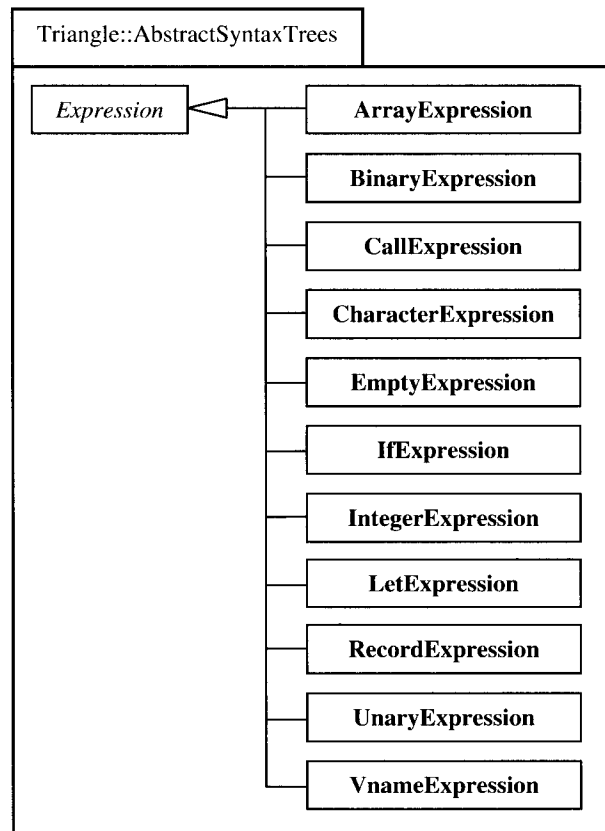 Triangle::AbstractSyntaxTrees
Expression
ArrayExpression
BinaryExpression
CallExpression
CharacterExpression
EmptyExpression
IfExpression
IntegerExpression
LetExpression
RecordExpression
UnaryExpression
VnameExpression